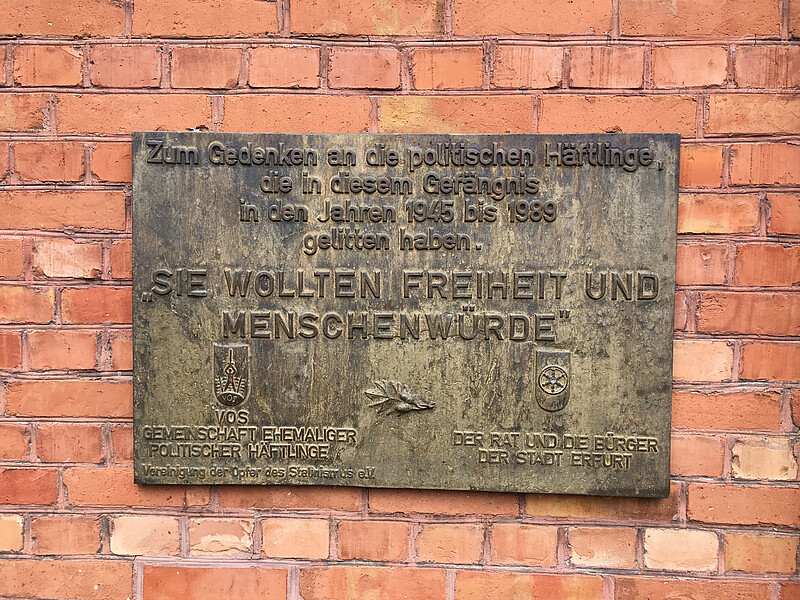 Zum Gedenken an die politischen Häftlinge,
die in diesem Gefängnis
in den Jahren 1945 bis 1989
gelitten haben.
„SIE WOLLTEN FREIHEIT UND
MENSCHENWÜRDE"
VOS
VOS
GEMEINSCHAFT EHEMALIGER
POLITISCHER HÄFTLINGE
Vereinigung der Opfer des Stalinismus e.V.
DER RAT UND DIE BÜRGER
DER STADT ERFURT